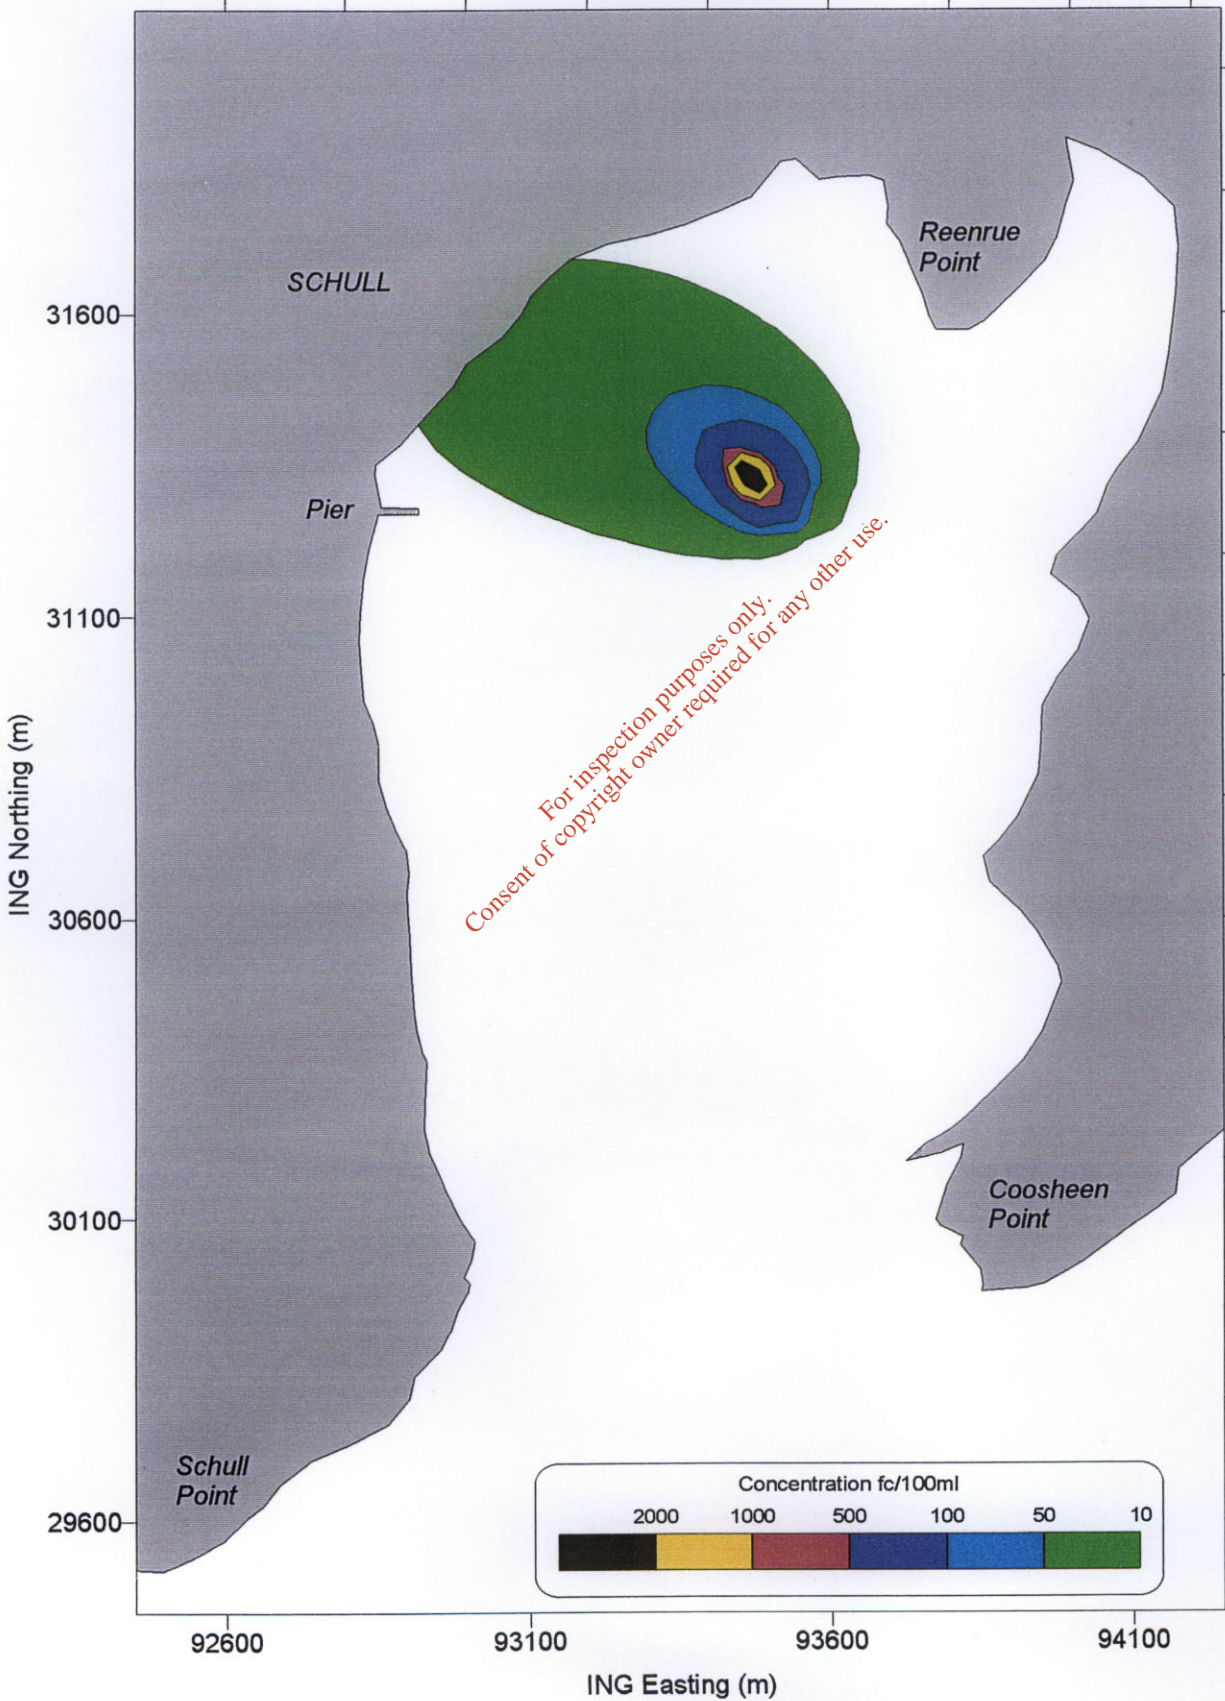 Reenrue
Point
SCHULL
31600
Pier
31100
For inspection purposes only.
Consent of copyright owner required for any other use.
ING Northing (m)
30600
Coosheen
Point
30100
Schull
Point
29600
Concentration fc/100ml
2000 1000 500 100 50 10
92600 93100 93600 94100
ING Easting (m)